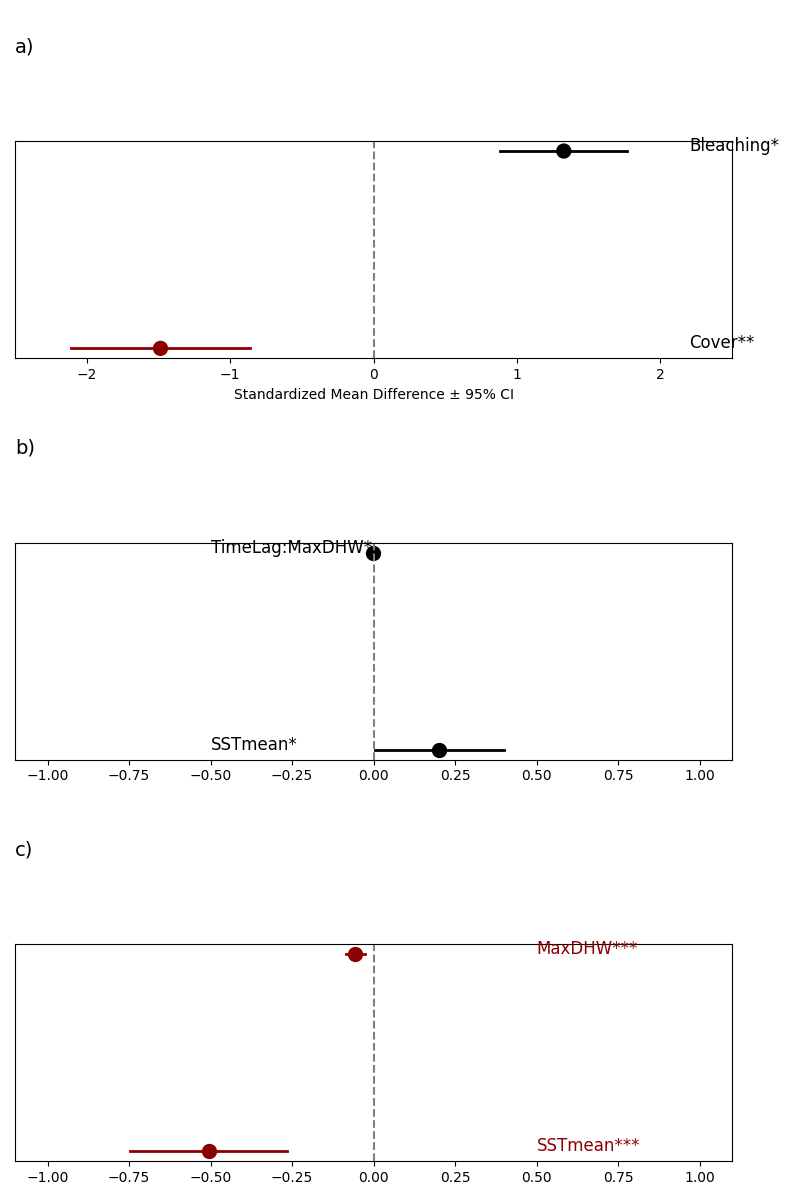 a)
Bleaching*
Cover**
−2 −1 0 1 2
Standardized Mean Difference ± 95% CI
b)
TimeLag:MaxDHW*
SSTmean*
−1.00 −0.75 −0.50 −0.25 0.00 0.25 0.50 0.75 1.00
c)
MaxDHW***
SSTmean***
−1.00 −0.75 −0.50 −0.25 0.00 0.25 0.50 0.75 1.00